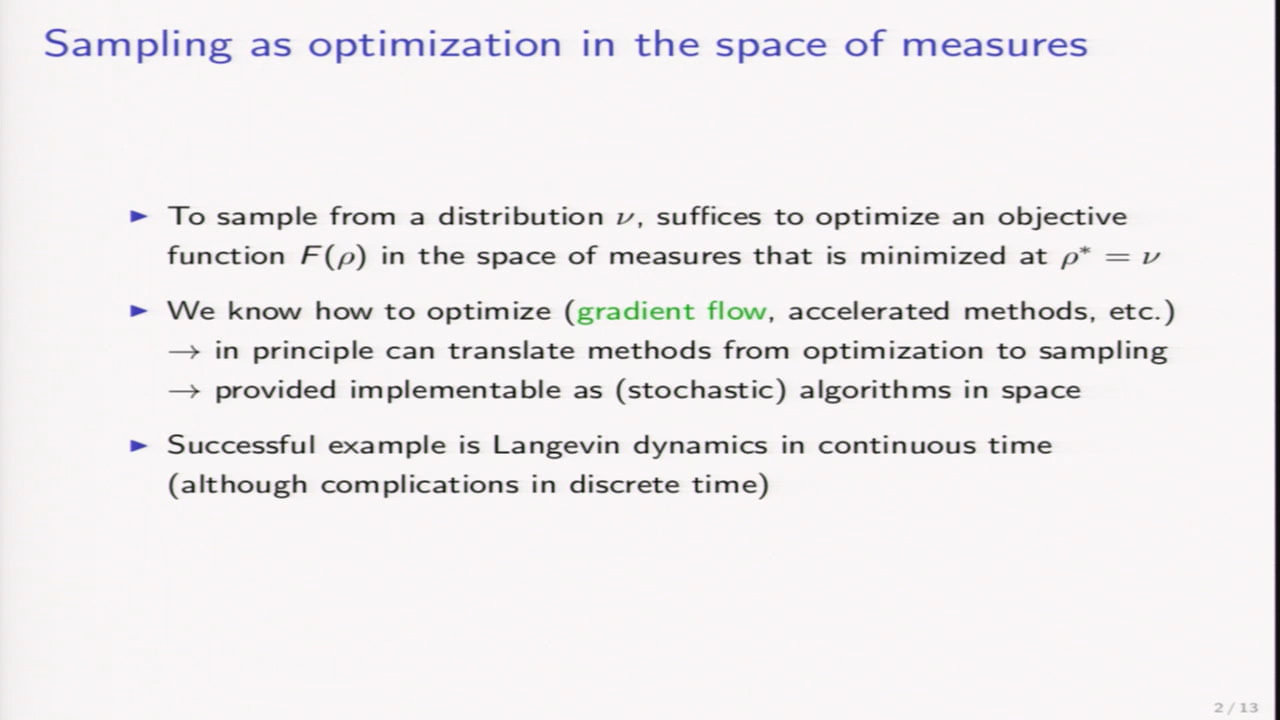 Sampling as optimization in the space of measures
► To sample from a distribution ν, suffices to optimize an objective
function F(ρ) in the space of measures that is minimized at ρ* = ν
► We know how to optimize (gradient flow, accelerated methods, etc.)
→ in principle can translate methods from optimization to sampling
→ provided implementable as (stochastic) algorithms in space
► Successful example is Langevin dynamics in continuous time
(although complications in discrete time)
2 / 13